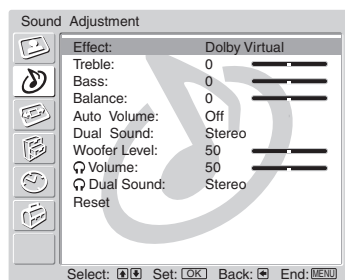 Sound Adjustment
Effect: Dolby Virtual
Treble: 0
Bass: 0
Balance: 0
Auto Volume: Off
Dual Sound: Stereo
Woofer Level: 50
Volume: 50
Dual Sound: Stereo
Reset
Select: Set: OK Back: End: MENU